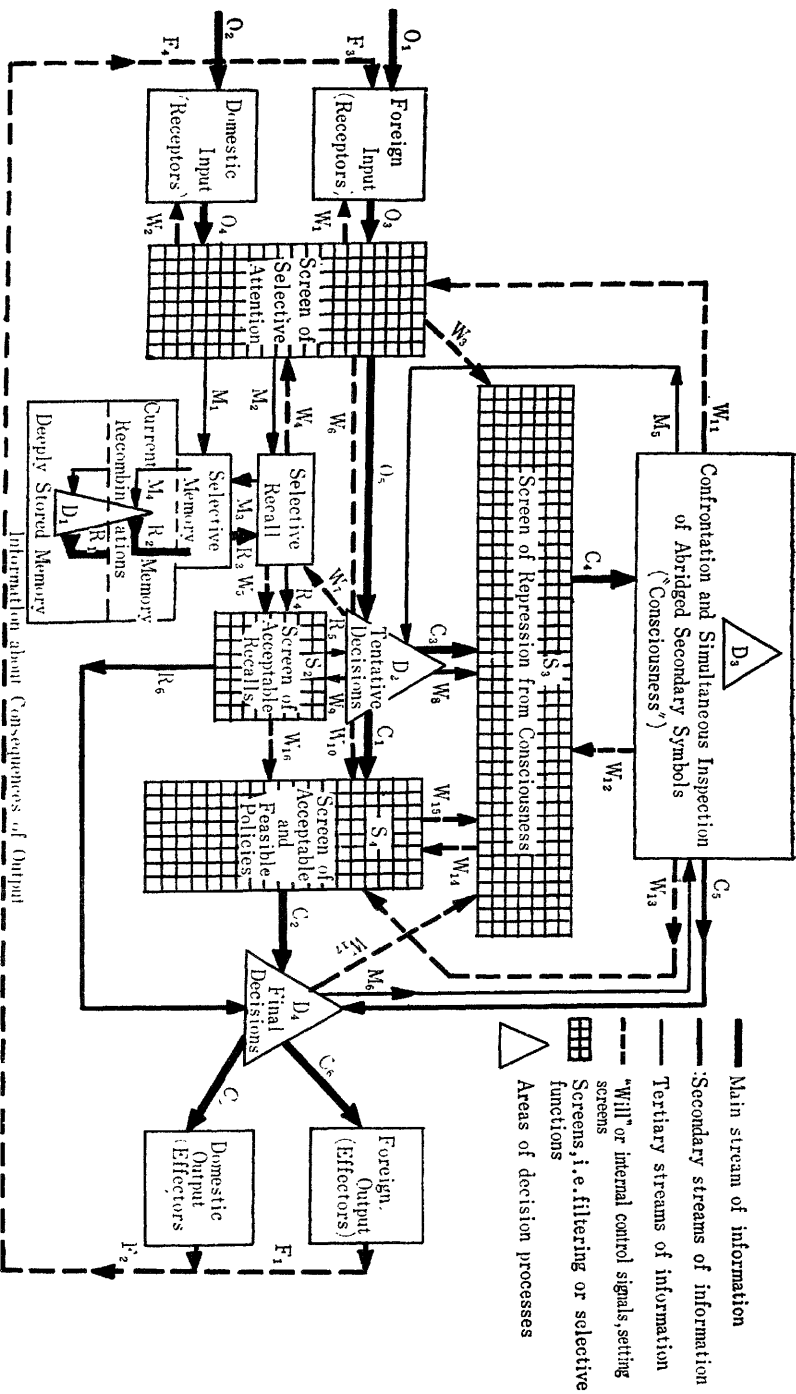 Main stream of information
Secondary streams of information
Tertiary streams of information
"Will" or internal control signals, setting
screens
Screens, i.e. filtering or selective
functions
Areas of decision processes
D₃
Confrontation and Simultaneous Inspection
of Abridged Secondary Symbols
("Consciousness")
W₁₁
M₅
C₄
W₁₂
W₁₃
C₅
W₃
S₃
Screen of Repression from Consciousness
O₁
F₃
Foreign
Input
(Receptors)
O₃
W₁
O₂
F₄
Domestic
Input
(Receptors)
O₄
W₂
Screen of
Selective
Attention
W₆
O₅
W₄
M₂
M₁
Selective
Recall
M₃
R₃
W₅
R₄
W₇
Selective
Memory
Current Memory
Recombinations
M₄
R₂
R₁
D₁
Deeply Stored Memory
C₃
W₈
D₂
Tentative
Decisions
R₅
W₉
S₂
Screen of
Acceptable
Recalls
R₆
C₁
W₁₀
W₁₆
W₁₅
W₁₄
S₄
Screen of
Acceptable
and
Feasible
Policies
C₂
W₁₇
M₆
D₄
Final
Decisions
C₆
Foreign
Output
(Effectors)
F₁
Domestic
Output
(Effectors
F₂
Information about Consequences of Output